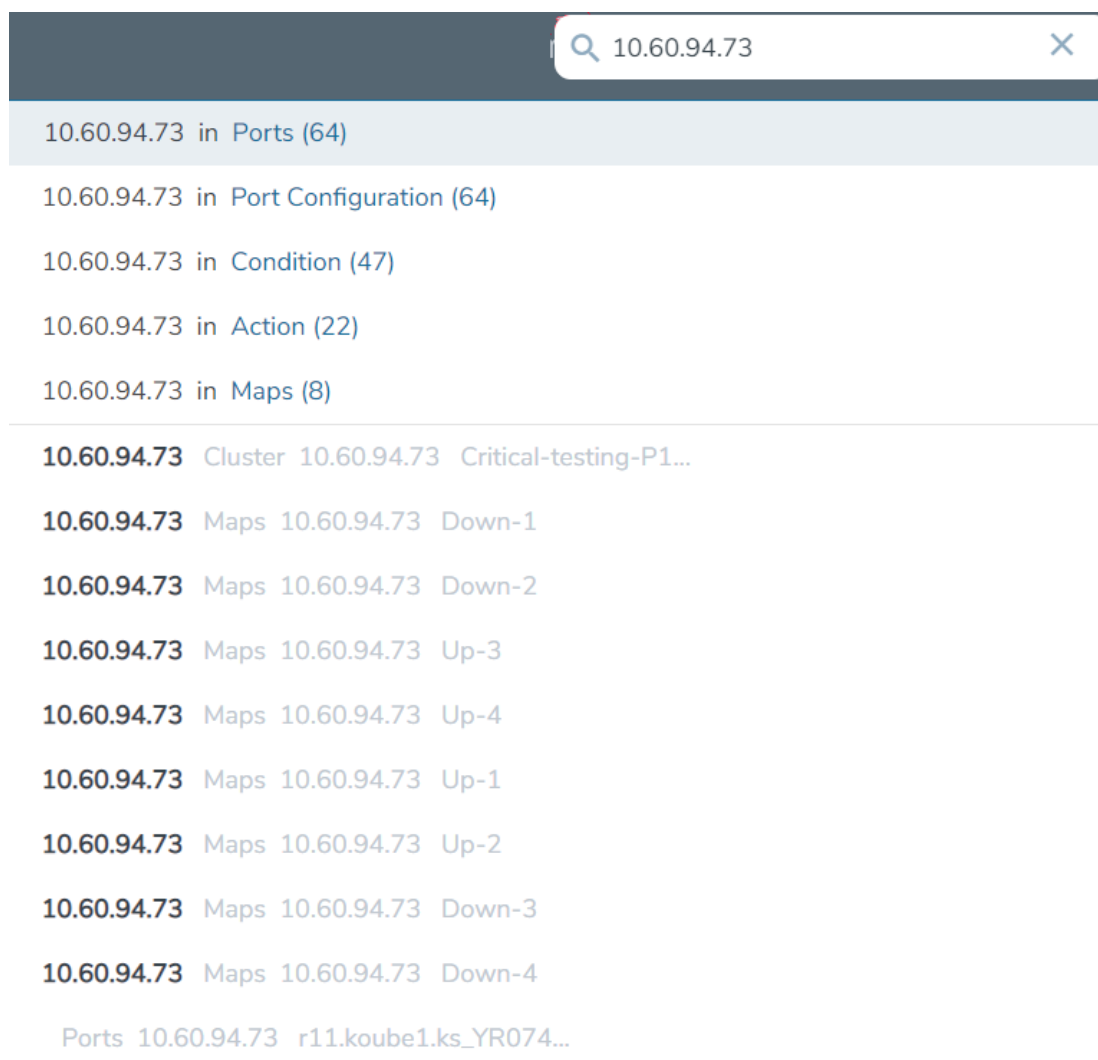 10.60.94.73
10.60.94.73 in Ports (64)
10.60.94.73 in Port Configuration (64)
10.60.94.73 in Condition (47)
10.60.94.73 in Action (22)
10.60.94.73 in Maps (8)
10.60.94.73 Cluster 10.60.94.73 Critical-testing-P1...
10.60.94.73 Maps 10.60.94.73 Down-1
10.60.94.73 Maps 10.60.94.73 Down-2
10.60.94.73 Maps 10.60.94.73 Up-3
10.60.94.73 Maps 10.60.94.73 Up-4
10.60.94.73 Maps 10.60.94.73 Up-1
10.60.94.73 Maps 10.60.94.73 Up-2
10.60.94.73 Maps 10.60.94.73 Down-3
10.60.94.73 Maps 10.60.94.73 Down-4
Ports 10.60.94.73 r11.koube1.ks_YR074...